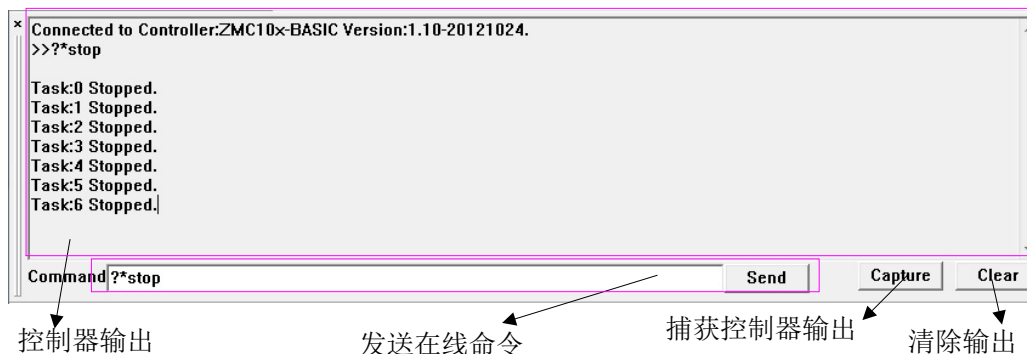 Connected to Controller:ZMC10x-BASIC Version:1.10-20121024.
>>?*stop
Task:0 Stopped.
Task:1 Stopped.
Task:2 Stopped.
Task:3 Stopped.
Task:4 Stopped.
Task:5 Stopped.
Task:6 Stopped.
Command ?*stop Send Capture Clear
控制器输出 发送在线命令 捕获控制器输出 清除输出